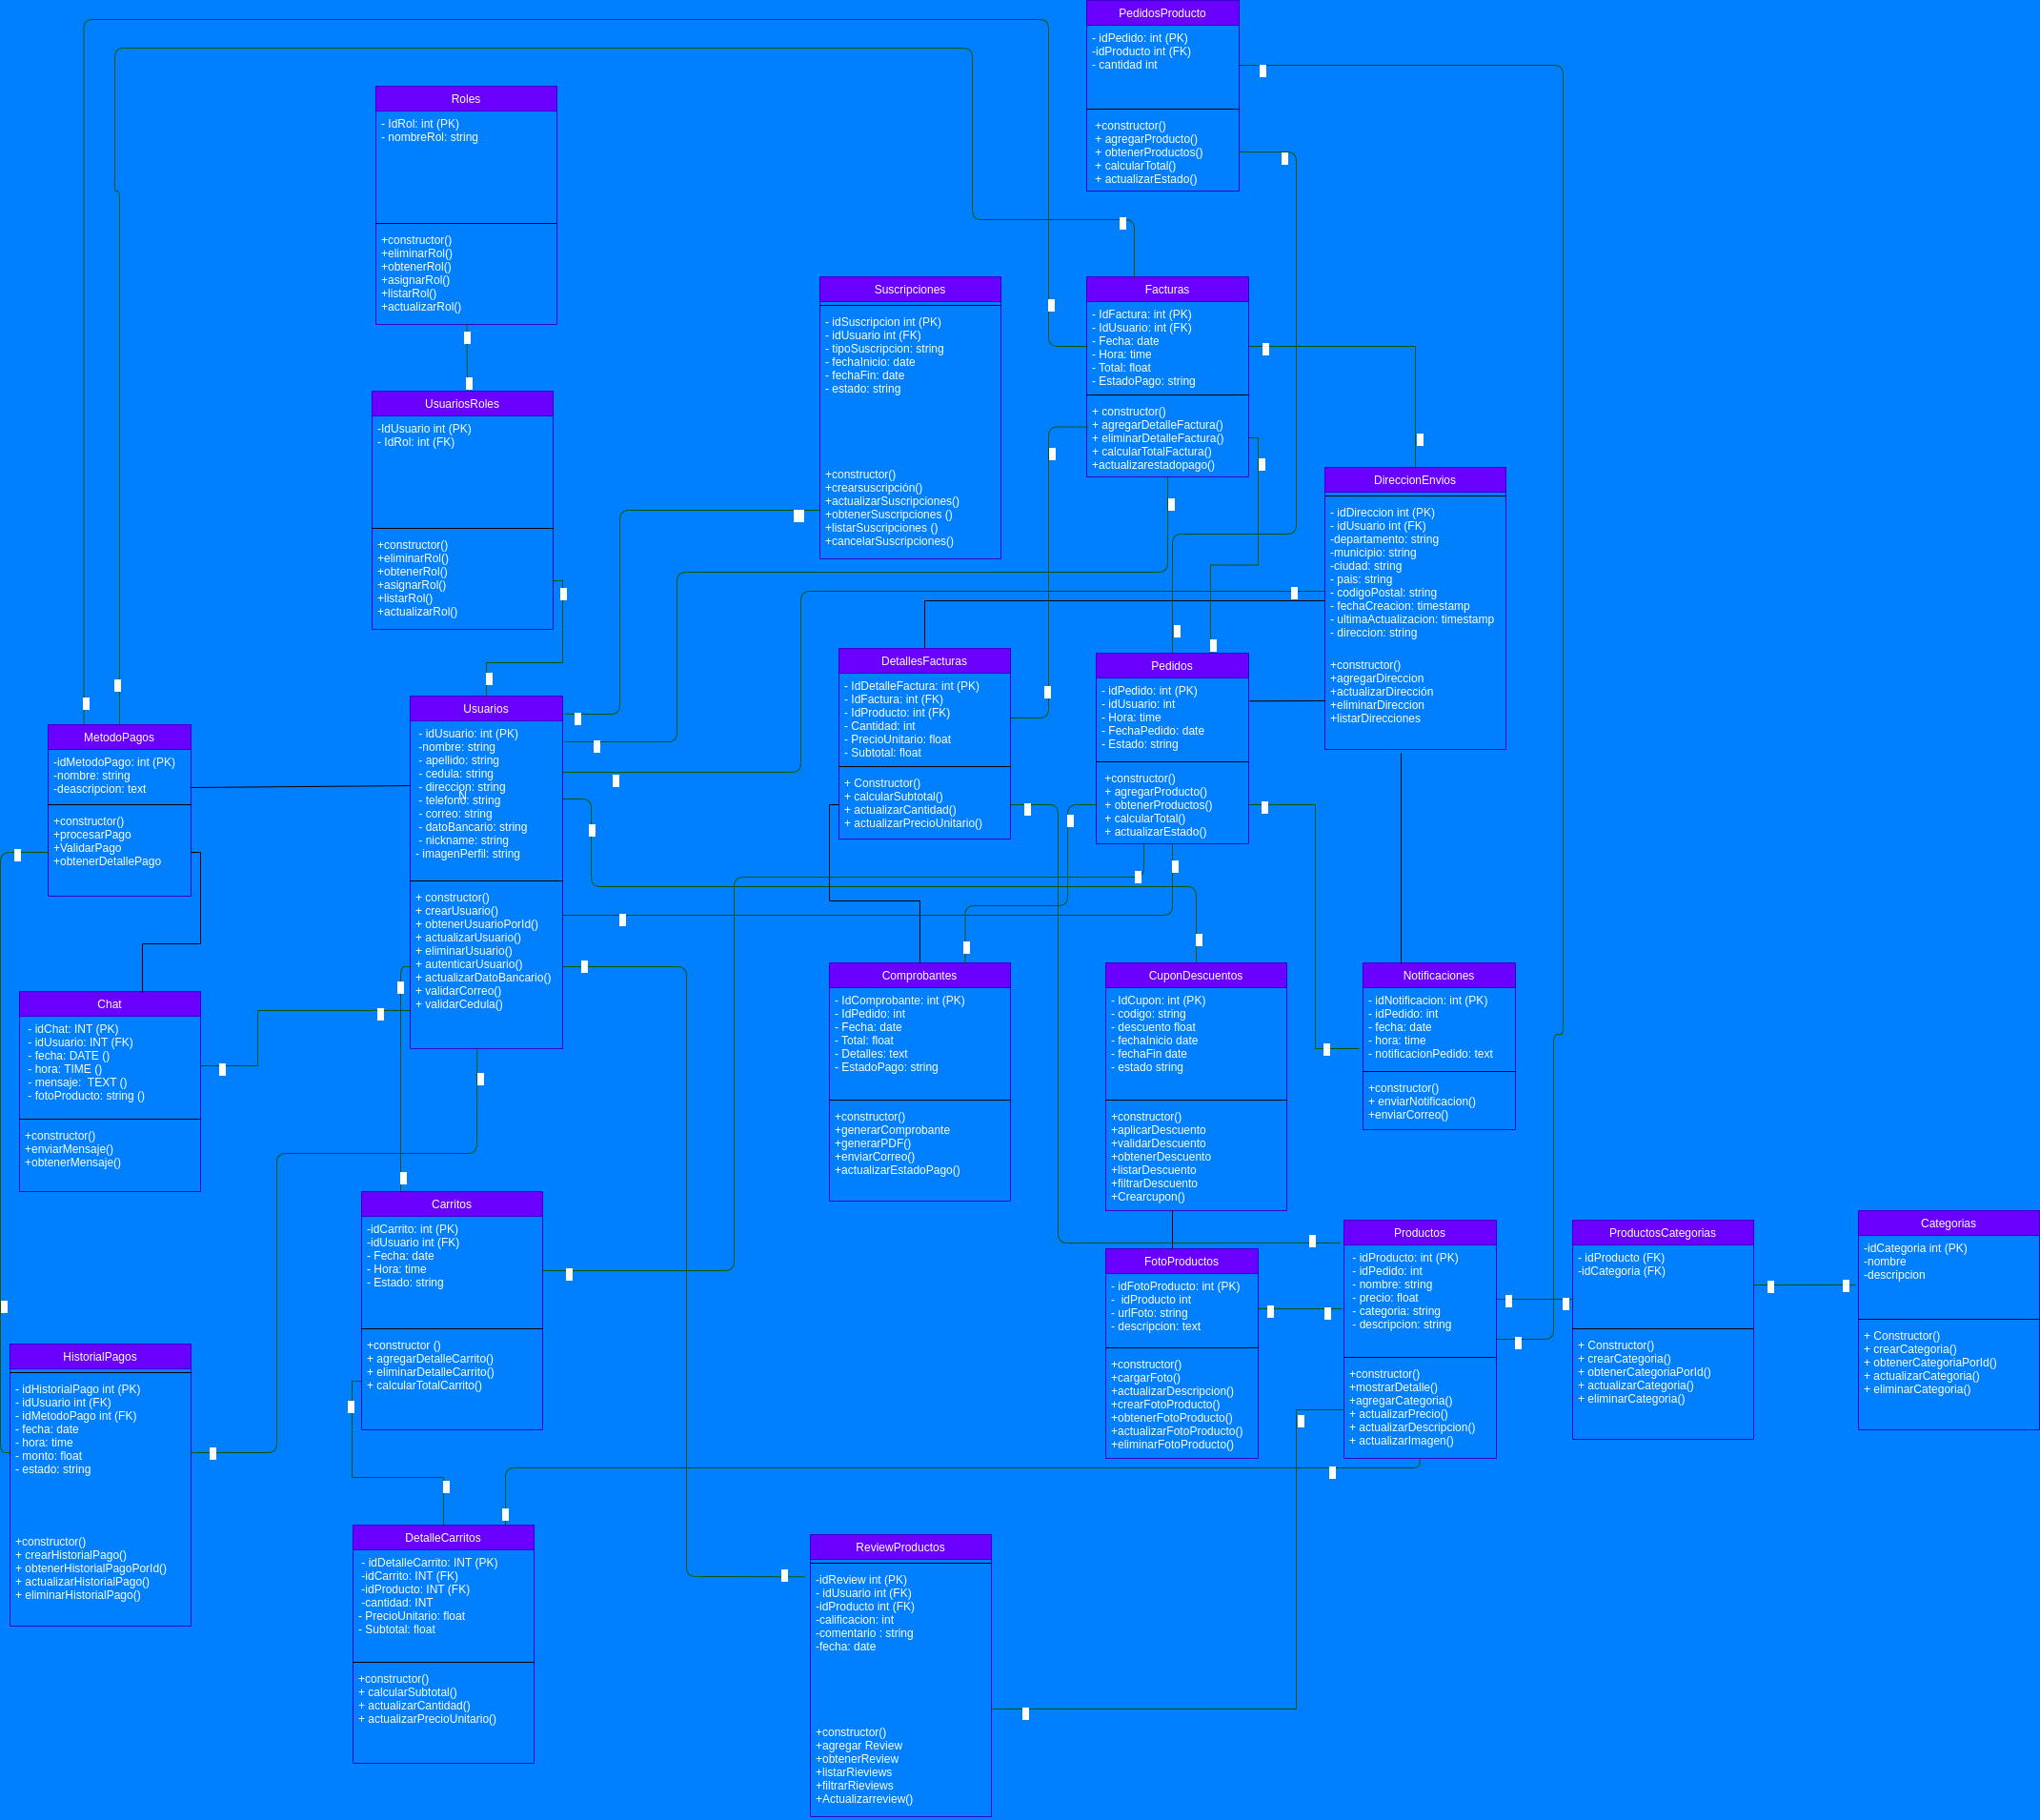 PedidosProducto
- idPedido: int (PK)
-idProducto int (FK)
- cantidad int
+constructor()
+ agregarProducto()
+ obtenerProductos()
+ calcularTotal()
+ actualizarEstado()
Roles
- IdRol: int (PK)
- nombreRol: string
+constructor()
+eliminarRol()
+obtenerRol()
+asignarRol()
+listarRol()
+actualizarRol()
Suscripciones
- idSuscripcion int (PK)
- idUsuario int (FK)
- tipoSuscripcion: string
- fechaInicio: date
- fechaFin: date
- estado: string
+constructor()
+crearsuscripción()
+actualizarSuscripciones()
+obtenerSuscripciones ()
+listarSuscripciones ()
+cancelarSuscripciones()
Facturas
- IdFactura: int (PK)
- IdUsuario: int (FK)
- Fecha: date
- Hora: time
- Total: float
- EstadoPago: string
+ constructor()
+ agregarDetalleFactura()
+ eliminarDetalleFactura()
+ calcularTotalFactura()
+actualizarestadopago()
UsuariosRoles
-IdUsuario int (PK)
- IdRol: int (FK)
+constructor()
+eliminarRol()
+obtenerRol()
+asignarRol()
+listarRol()
+actualizarRol()
DireccionEnvios
- idDireccion int (PK)
- idUsuario int (FK)
-departamento: string
-municipio: string
-ciudad: string
- pais: string
- codigoPostal: string
- fechaCreacion: timestamp
- ultimaActualizacion: timestamp
- direccion: string
+constructor()
+agregarDireccion
+actualizarDirección
+eliminarDireccion
+listarDirecciones
DetallesFacturas
- IdDetalleFactura: int (PK)
- IdFactura: int (FK)
- IdProducto: int (FK)
- Cantidad: int
- PrecioUnitario: float
- Subtotal: float
+ Constructor()
+ calcularSubtotal()
+ actualizarCantidad()
+ actualizarPrecioUnitario()
Pedidos
- idPedido: int (PK)
- idUsuario: int
- Hora: time
- FechaPedido: date
- Estado: string
+constructor()
+ agregarProducto()
+ obtenerProductos()
+ calcularTotal()
+ actualizarEstado()
Usuarios
- idUsuario: int (PK)
-nombre: string
- apellido: string
- cedula: string
- direccion: string
- telefono: string
N
- correo: string
- datoBancario: string
- nickname: string
- imagenPerfil: string
+ constructor()
+ crearUsuario()
+ obtenerUsuarioPorId()
+ actualizarUsuario()
+ eliminarUsuario()
+ autenticarUsuario()
+ actualizarDatoBancario()
+ validarCorreo()
+ validarCedula()
MetodoPagos
-idMetodoPago: int (PK)
-nombre: string
-deascripcion: text
+constructor()
+procesarPago
+ValidarPago
+obtenerDetallePago
Chat
- idChat: INT (PK)
- idUsuario: INT (FK)
- fecha: DATE ()
- hora: TIME ()
- mensaje:  TEXT ()
- fotoProducto: string ()
+constructor()
+enviarMensaje()
+obtenerMensaje()
Comprobantes
- IdComprobante: int (PK)
- IdPedido: int
- Fecha: date
- Total: float
- Detalles: text
- EstadoPago: string
+constructor()
+generarComprobante
+generarPDF()
+enviarCorreo()
+actualizarEstadoPago()
CuponDescuentos
- IdCupon: int (PK)
- codigo: string
- descuento float
- fechaInicio date
- fechaFin date
- estado string
+constructor()
+aplicarDescuento
+validarDescuento
+obtenerDescuento
+listarDescuento
+filtrarDescuento
+Crearcupon()
Notificaciones
- idNotificacion: int (PK)
- idPedido: int
- fecha: date
- hora: time
- notificacionPedido: text
+constructor()
+ enviarNotificacion()
+enviarCorreo()
Carritos
-idCarrito: int (PK)
-idUsuario int (FK)
- Fecha: date
- Hora: time
- Estado: string
+constructor ()
+ agregarDetalleCarrito()
+ eliminarDetalleCarrito()
+ calcularTotalCarrito()
FotoProductos
- idFotoProducto: int (PK)
-  idProducto int
- urlFoto: string
- descripcion: text
+constructor()
+cargarFoto()
+actualizarDescripcion()
+crearFotoProducto()
+obtenerFotoProducto()
+actualizarFotoProducto()
+eliminarFotoProducto()
Productos
- idProducto: int (PK)
- idPedido: int
- nombre: string
- precio: float
- categoria: string
- descripcion: string
+constructor()
+mostrarDetalle()
+agregarCategoria()
+ actualizarPrecio()
+ actualizarDescripcion()
+ actualizarImagen()
ProductosCategorias
- idProducto (FK)
-idCategoria (FK)
+ Constructor()
+ crearCategoria()
+ obtenerCategoriaPorId()
+ actualizarCategoria()
+ eliminarCategoria()
Categorias
-idCategoria int (PK)
-nombre
-descripcion
+ Constructor()
+ crearCategoria()
+ obtenerCategoriaPorId()
+ actualizarCategoria()
+ eliminarCategoria()
HistorialPagos
- idHistorialPago int (PK)
- idUsuario int (FK)
- idMetodoPago int (FK)
- fecha: date
- hora: time
- monto: float
- estado: string
+constructor()
+ crearHistorialPago()
+ obtenerHistorialPagoPorId()
+ actualizarHistorialPago()
+ eliminarHistorialPago()
DetalleCarritos
- idDetalleCarrito: INT (PK)
-idCarrito: INT (FK)
-idProducto: INT (FK)
-cantidad: INT
- PrecioUnitario: float
- Subtotal: float
+constructor()
+ calcularSubtotal()
+ actualizarCantidad()
+ actualizarPrecioUnitario()
ReviewProductos
-idReview int (PK)
- idUsuario int (FK)
-idProducto int (FK)
-calificacion: int
-comentario : string
-fecha: date
+constructor()
+agregar Review
+obtenerReview
+listarRieviews
+filtrarRieviews
+Actualizarreview()